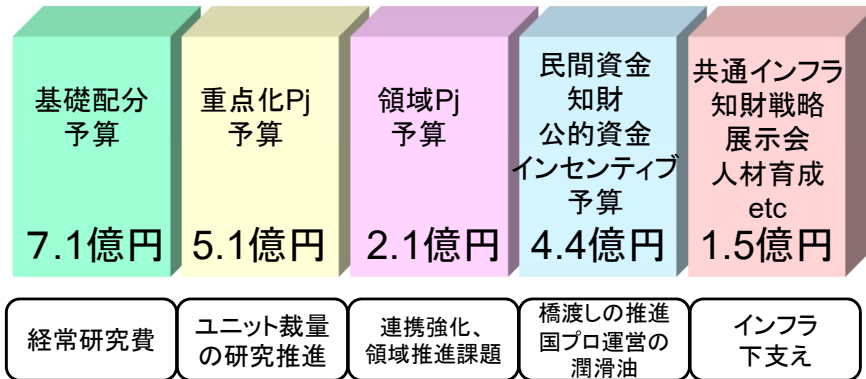 基礎配分
予算
7.1億円
重点化Pj
予算
5.1億円
領域Pj
予算
2.1億円
民間資金
知財
公的資金
インセンティブ
予算
4.4億円
共通インフラ
知財戦略
展示会
人材育成
etc
1.5億円
経常研究費
ユニット裁量
の研究推進
連携強化、
領域推進課題
橋渡しの推進
国プロ運営の
潤滑油
インフラ
下支え